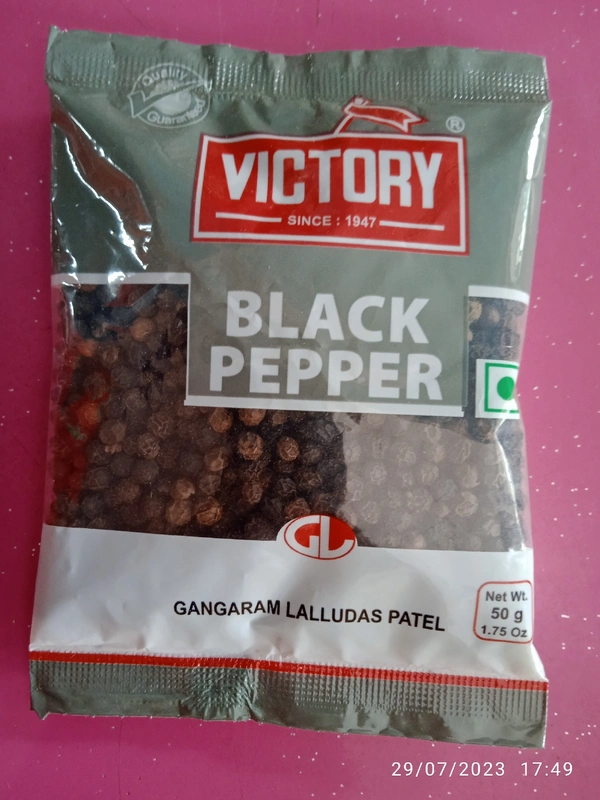 Quality
Guaranteed
®
VICTORY
SINCE : 1947
BLACK
PEPPER
GL
GANGARAM LALLUDAS PATEL
Net Wt.
50 g
1.75 Oz
29/07/2023 17:49